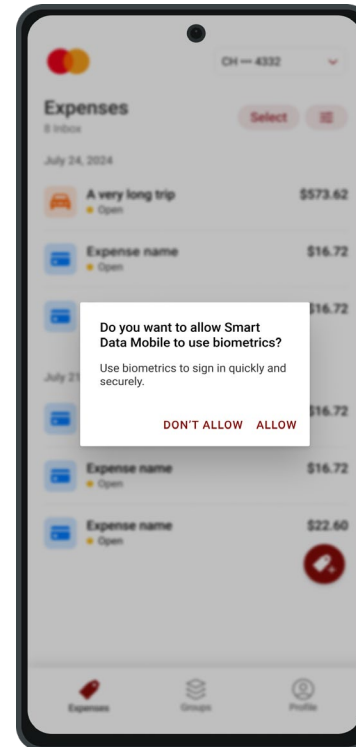 CH --- 4332
Expenses
Select
8 Inbox
July 24, 2024
A very long trip
$573.62
Open
Expense name
$16.72
Open
$16.72
Do you want to allow Smart
Data Mobile to use biometrics?
Use biometrics to sign in quickly and
securely.
DON'T ALLOW ALLOW
July 21
$16.72
Expense name
$16.72
Open
Expense name
$22.60
Open
Expenses
Groups
Profile